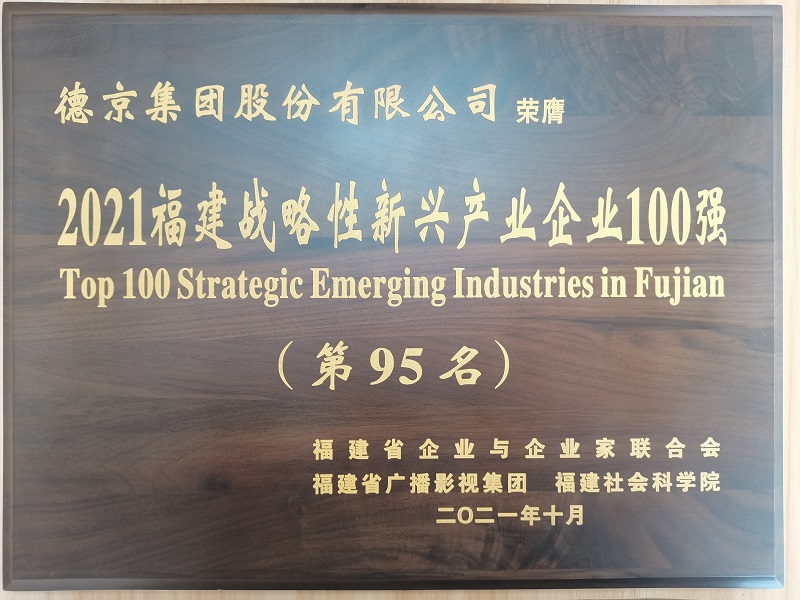 德京集团股份有限公司 荣膺
2021福建战略性新兴产业企业100强
Top 100 Strategic Emerging Industries in Fujian
（第95名）
福建省企业与企业家联合会
福建省广播影视集团 福建社会科学院
二〇二一年十月